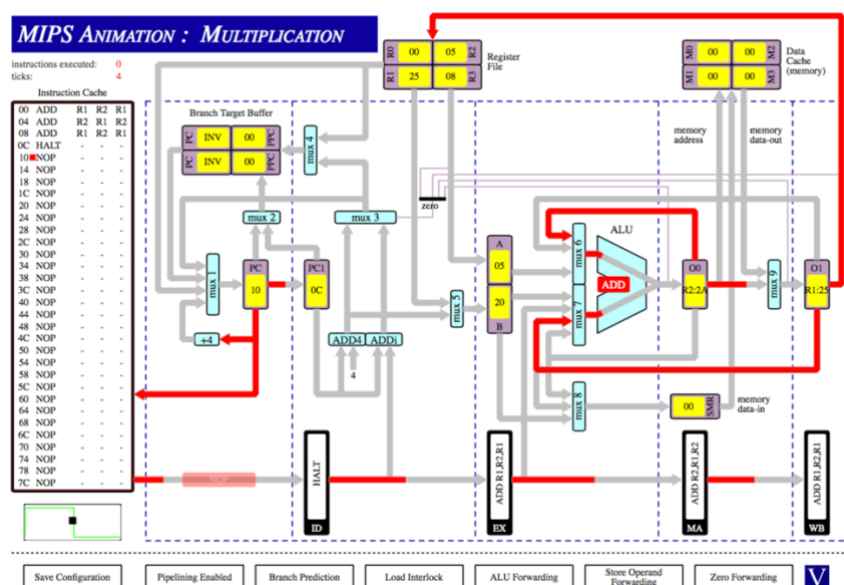 MIPS ANIMATION : MULTIPLICATION
instructions executed: 0
ticks: 4
Instruction Cache
00 ADD R1 R2 R1
04 ADD R2 R1 R2
08 ADD R1 R2 R1
0C HALT - - -
10 NOP - - -
14 NOP - - -
18 NOP - - -
1C NOP - - -
20 NOP - - -
24 NOP - - -
28 NOP - - -
2C NOP - - -
30 NOP - - -
34 NOP - - -
38 NOP - - -
3C NOP - - -
40 NOP - - -
44 NOP - - -
48 NOP - - -
4C NOP - - -
50 NOP - - -
54 NOP - - -
58 NOP - - -
5C NOP - - -
60 NOP - - -
64 NOP - - -
68 NOP - - -
6C NOP - - -
70 NOP - - -
74 NOP - - -
78 NOP - - -
7C NOP - - -
R0 00 05 R2
R1 25 08 R3
Register
File
M0 00 00 M2
M1 00 00 M3
Data
Cache
(memory)
Branch Target Buffer
PC INV 00 PPC
PC INV 00 PPC
mux 4
memory
address
memory
data-out
zero
mux 2
mux 3
mux 1
PC
10
PC1
0C
+4
ADD4
ADDi
4
mux 5
A
05
20
B
mux 6
mux 7
ALU
ADD
O0
R2:2A
mux 9
O1
R1:25
mux 8
00 SMR
memory
data-in
NOP
HALT
ID
ADD R1,R2,R1
EX
ADD R2,R1,R2
MA
ADD R1,R2,R1
WB
Save Configuration
Pipelining Enabled
Branch Prediction
Load Interlock
ALU Forwarding
Store Operand
Forwarding
Zero Forwarding
V